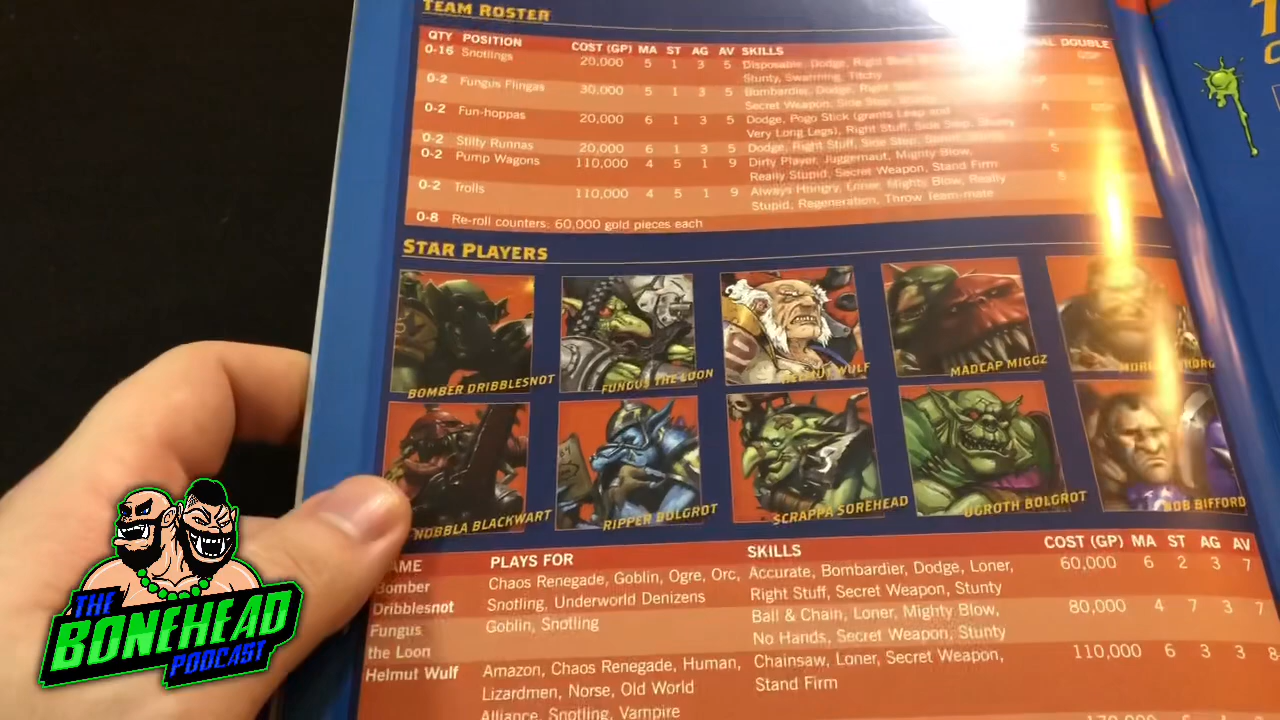 TEAM ROSTER
QTY POSITION COST (GP) MA ST AG AV SKILLS DOUBLE
0-16 Snotlings 20,000 5 1 3 5 Disposable, Dodge, Right
Stunty, Swarming, Titchy
0-2 Fungus Flingas 30,000 5 1 3 5 Bombardier, Dodge, Right
Secret Weapon, Side Step,
0-2 Fun-hoppas 20,000 6 1 3 5 Dodge, Pogo Stick (grants Leap and
Very Long Legs), Right Stuff, Side Step,
0-2 Stilty Runnas 20,000 6 1 3 5 Dodge, Right Stuff, Side Step,
0-2 Pump Wagons 110,000 4 5 1 9 Dirty Player, Juggernaut, Mighty Blow,
Really Stupid, Secret Weapon, Stand Firm
0-2 Trolls 110,000 4 5 1 9 Always Hungry, Loner, Mighty Blow, Really
Stupid, Regeneration, Throw Team-mate
0-8 Re-roll counters: 60,000 gold pieces each
STAR PLAYERS
BOMBER DRIBBLESNOT
FUNGUS THE LOON
HELMUT WULF
MADCAP MIGGZ
NOBBLA BLACKWART
RIPPER BOLGROT
SCRAPPA SOREHEAD
UGROTH BOLGROT
BOB BIFFORD
AME PLAYS FOR SKILLS COST (GP) MA ST AG AV
Bomber Dribblesnot Chaos Renegade, Goblin, Ogre, Orc, Accurate, Bombardier, Dodge, Loner, 60,000 6 2 3 7
Snotling, Underworld Denizens Right Stuff, Secret Weapon, Stunty
Fungus the Loon Goblin, Snotling Ball & Chain, Loner, Mighty Blow, 80,000 4 7 3 7
No Hands, Secret Weapon, Stunty
Helmut Wulf Amazon, Chaos Renegade, Human, Chainsaw, Loner, Secret Weapon, 110,000 6 3 3 8
Lizardmen, Norse, Old World Stand Firm
Alliance, Snotling, Vampire
THE
BONEHEAD
PODCAST